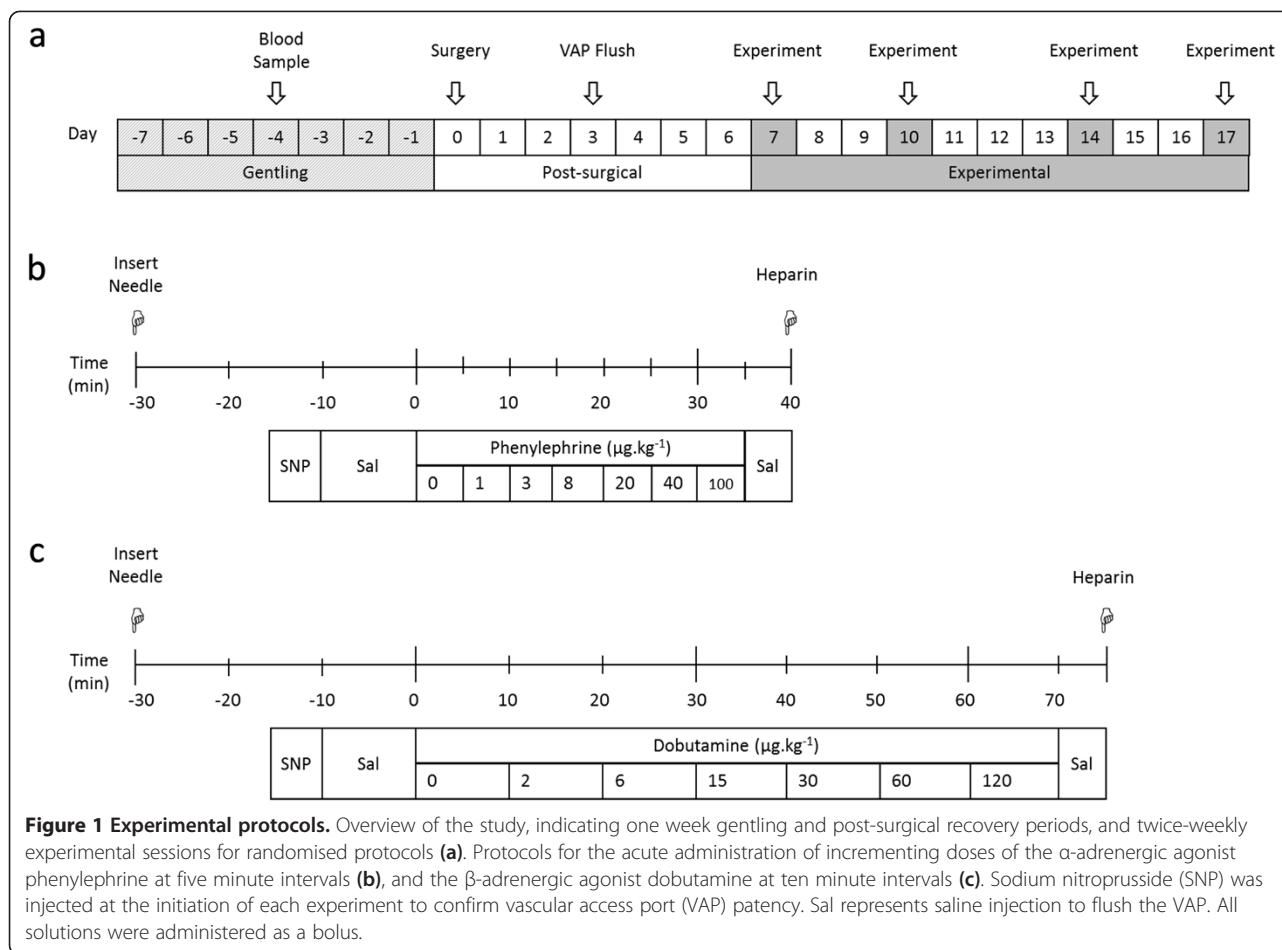 a
Blood
Sample
Surgery
VAP Flush
Experiment
Experiment
Experiment
Experiment
Day
-7 -6 -5 -4 -3 -2 -1 0 1 2 3 4 5 6 7 8 9 10 11 12 13 14 15 16 17
Gentling Post-surgical Experimental
b
Insert
Needle
Heparin
Time
(min)
-30 -20 -10 0 10 20 30 40
SNP Sal Phenylephrine (µg.kg⁻¹) Sal
0 1 3 8 20 40 100
c
Insert
Needle
Heparin
Time
(min)
-30 -20 -10 0 10 20 30 40 50 60 70
SNP Sal Dobutamine (µg.kg⁻¹) Sal
0 2 6 15 30 60 120
Figure 1 Experimental protocols. Overview of the study, indicating one week gentling and post-surgical recovery periods, and twice-weekly
experimental sessions for randomised protocols (a). Protocols for the acute administration of incrementing doses of the α-adrenergic agonist
phenylephrine at five minute intervals (b), and the β-adrenergic agonist dobutamine at ten minute intervals (c). Sodium nitroprusside (SNP) was
injected at the initiation of each experiment to confirm vascular access port (VAP) patency. Sal represents saline injection to flush the VAP. All
solutions were administered as a bolus.